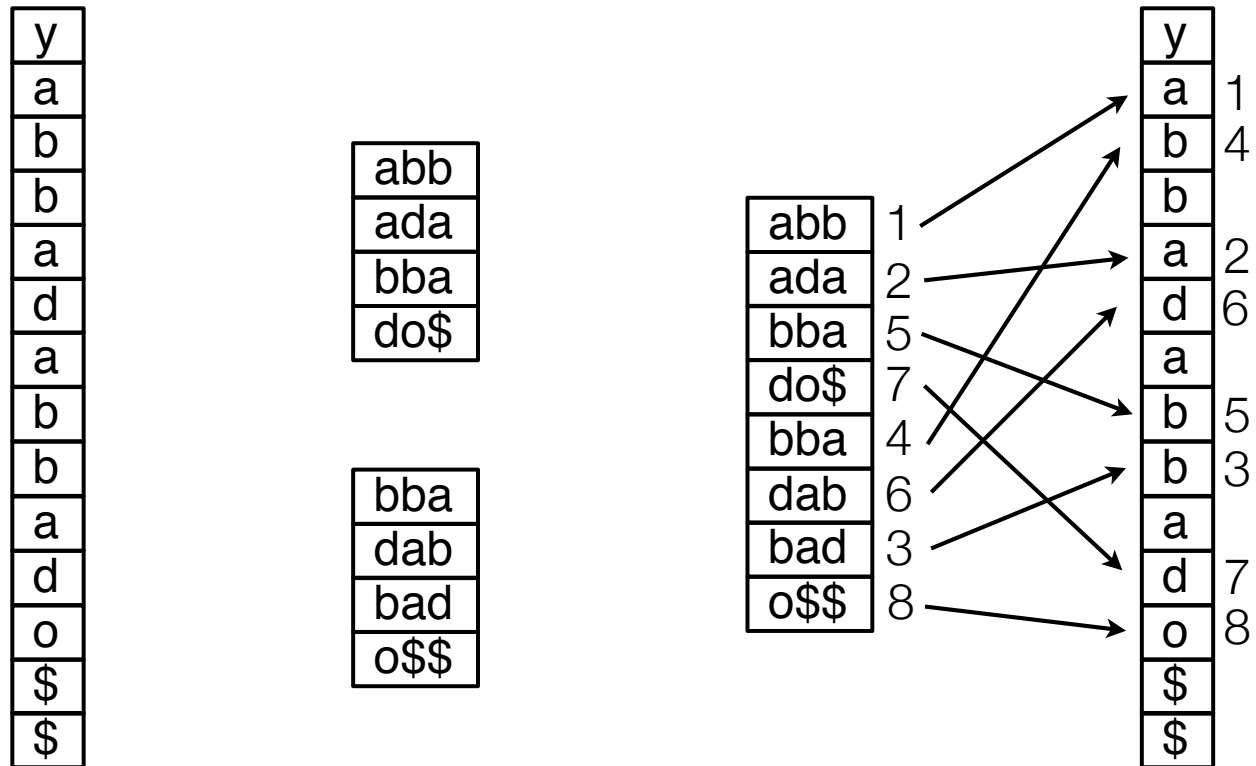 y
a
b
b
a
d
a
b
b
a
d
o
$
$
abb
ada
bba
do$
bba
dab
bad
o$$
abb 1
ada 2
bba 5
do$ 7
bba 4
dab 6
bad 3
o$$ 8
y
a 1
b 4
b
a 2
d 6
a
b 5
b 3
a
d 7
o 8
$
$